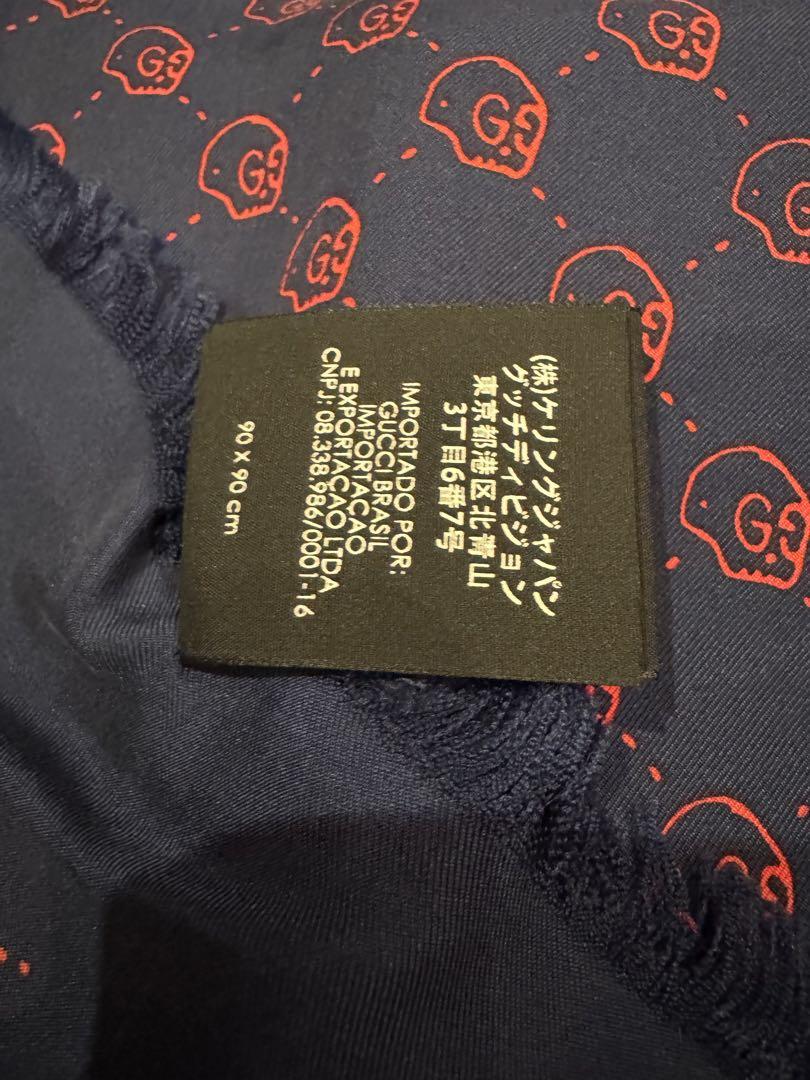 (株)ケリングジャパン
グッチディビジョン
東京都港区北青山
3丁目6番7号
IMPORTADO POR:
GUCCI BRASIL
IMPORTACAO
E EXPORTACAO LTDA
CNPJ: 08.338.986/0001-16
90 x 90 cm